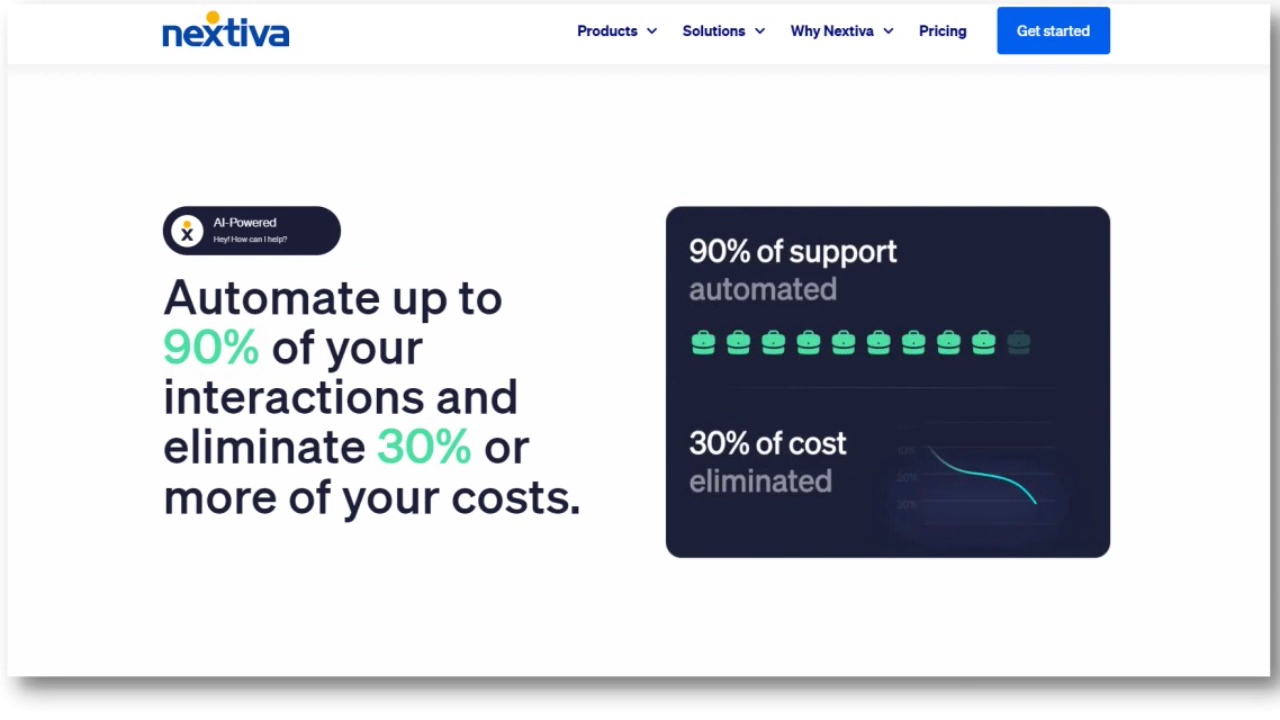 nextiva
Products
Solutions
Why Nextiva
Pricing
Get started
AI-Powered
Hey! How can I help?
Automate up to
90% of your
interactions and
eliminate 30% or
more of your costs.
90% of support
automated
30% of cost
eliminated